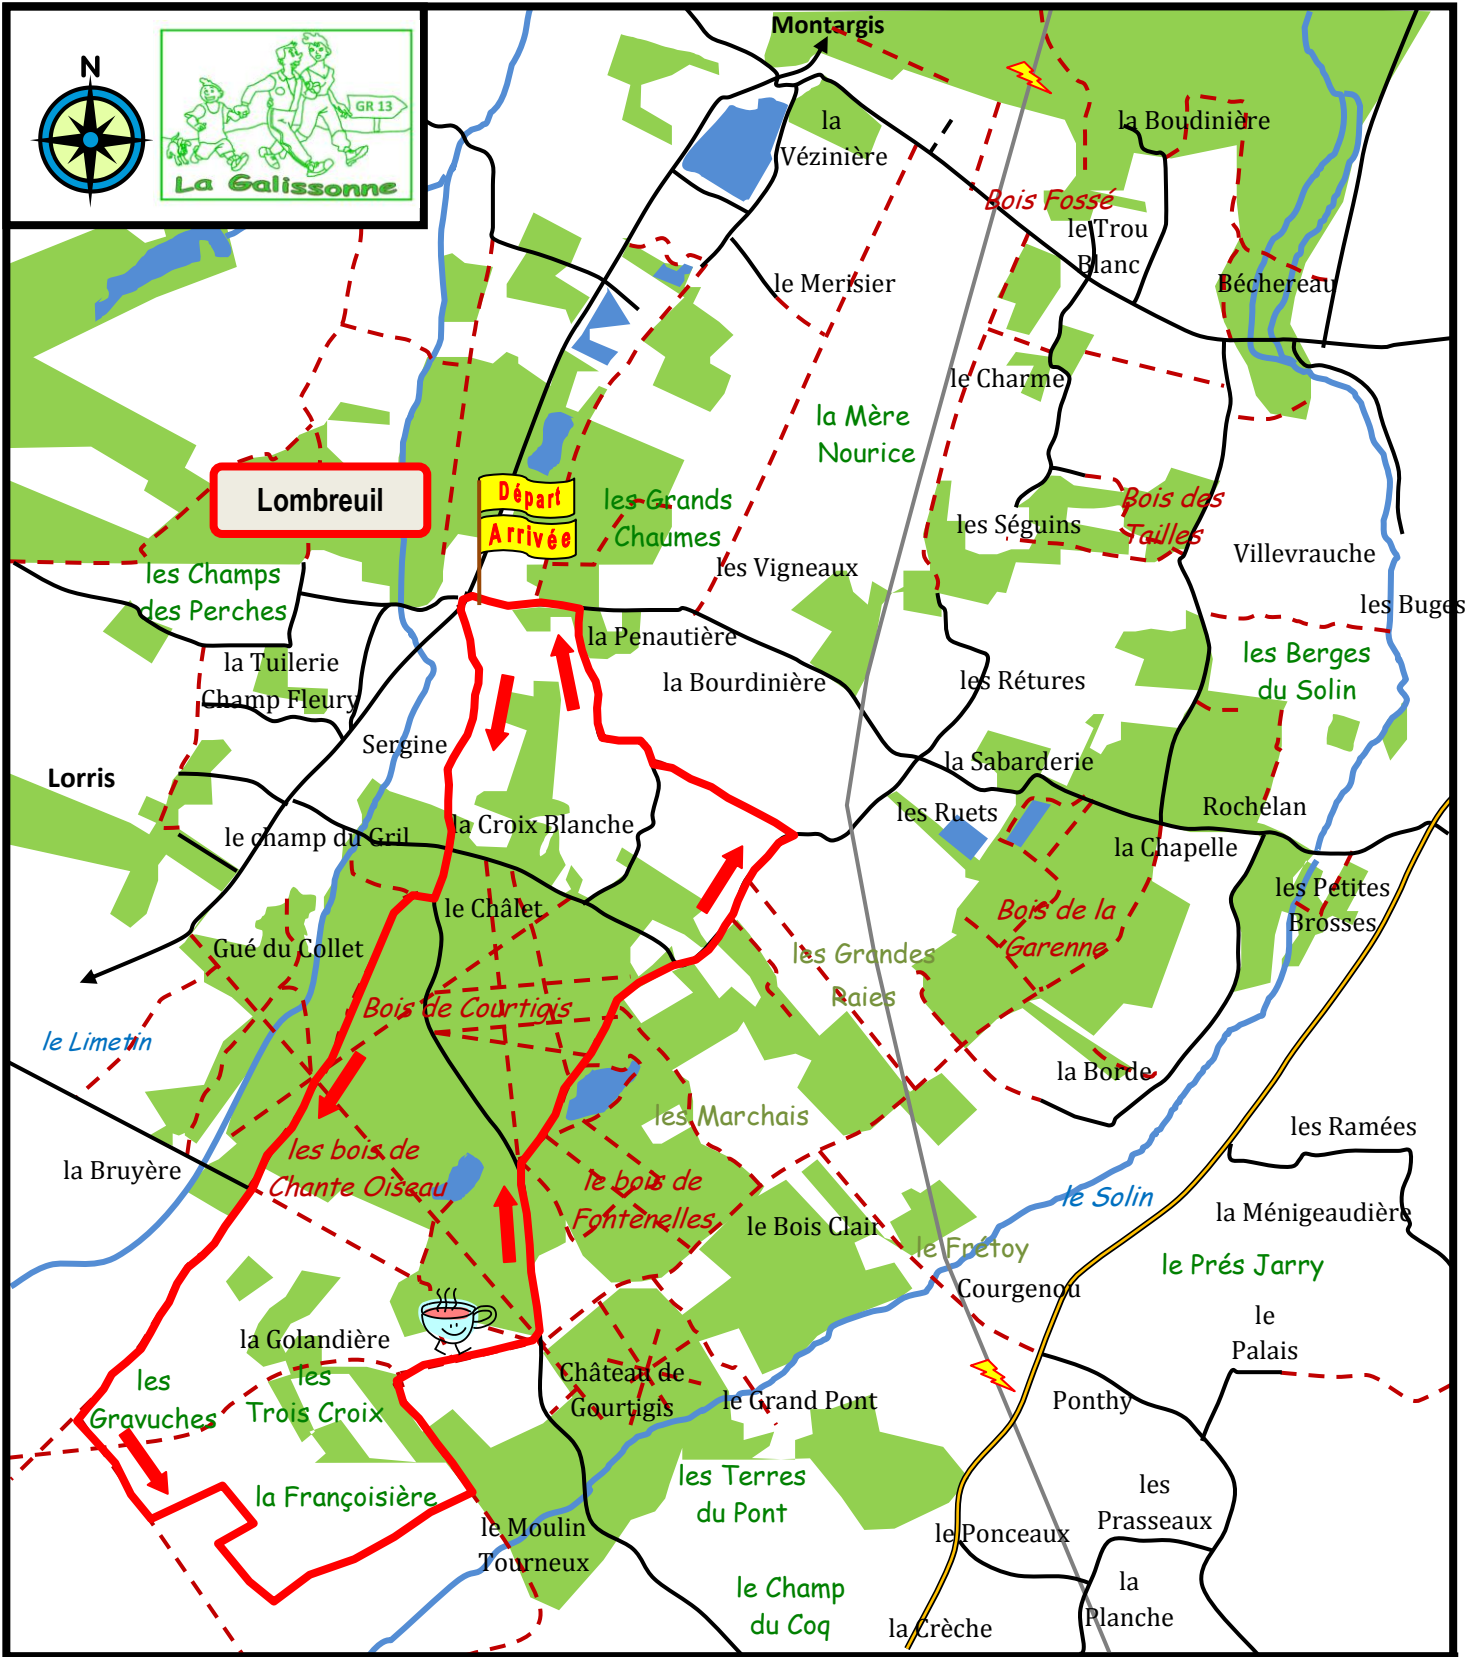 Montargis
N
GR 13
La Galissonne
la
Vézinière
la Boudinière
Bois Fossé
le Trou
Blanc
le Merisier
Béchereau
le Charme
la Mère
Nourice
Lombreuil
Départ
Arrivée
les Grands
Chaumes
les Séguins
Bois des
Tailles
Villevrauche
les Vigneaux
les Champs
des Perches
les Buges
la Penautière
les Berges
du Solin
la Tuilerie
Champ Fleury
la Bourdinière
les Rétures
Sergine
Lorris
la Sabarderie
les Ruets
Rochelan
le champ du Gril
la Croix Blanche
la Chapelle
les Petites
Brosses
le Châlet
Bois de la
Garenne
Gué du Collet
les Grandes
Raies
Bois de Courtigis
le Limetin
la Borde
les Marchais
les Ramées
la Bruyère
les bois de
Chante Oiseau
le bois de
Fontenelles
le Solin
la Ménigeaudière
le Bois Clair
le Frétoy
le Prés Jarry
Courgenou
le
Palais
la Golandière
les
Gravuches
les
Trois Croix
Château de
Gourtigis
le Grand Pont
Ponthy
la Françoisière
les Terres
du Pont
les
Prasseaux
le Moulin
Tourneux
le Ponceaux
le Champ
du Coq
la
Planche
la Crèche